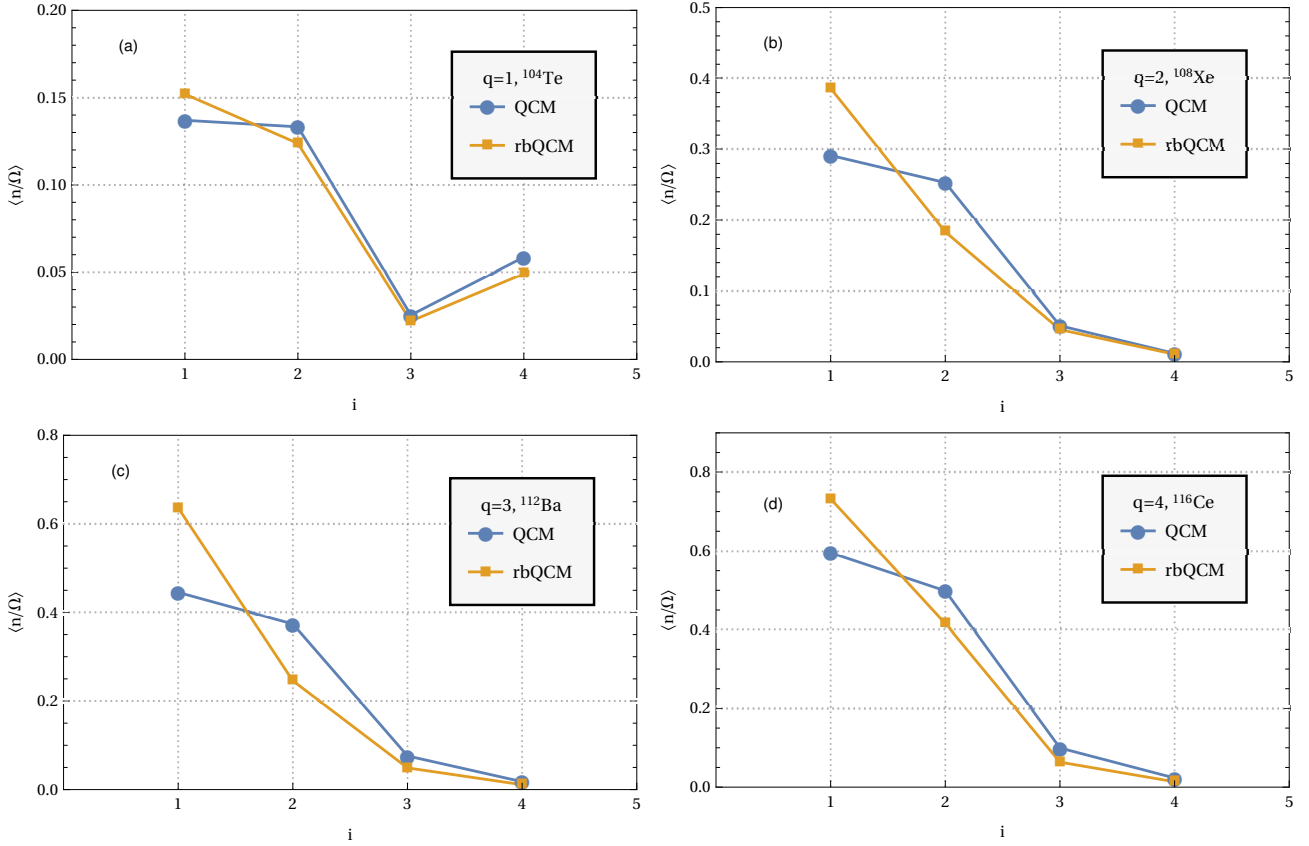 (a)
q=1, ¹⁰⁴Te
QCM
rbQCM
⟨n/Ω⟩
0.20
0.15
0.10
0.05
0.00
1 2 3 4 5
i
(b)
q=2, ¹⁰⁸Xe
QCM
rbQCM
⟨n/Ω⟩
0.5
0.4
0.3
0.2
0.1
0.0
1 2 3 4 5
i
(c)
q=3, ¹¹²Ba
QCM
rbQCM
⟨n/Ω⟩
0.8
0.6
0.4
0.2
0.0
1 2 3 4 5
i
(d)
q=4, ¹¹⁶Ce
QCM
rbQCM
⟨n/Ω⟩
0.8
0.6
0.4
0.2
0.0
1 2 3 4 5
i